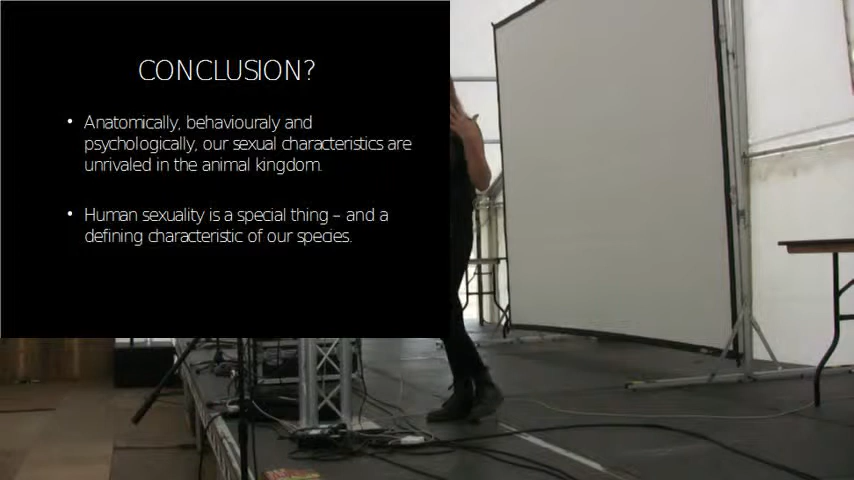 CONCLUSION?
• Anatomically, behaviouraly and
psychologically, our sexual characteristics are
unrivaled in the animal kingdom.
• Human sexuality is a special thing – and a
defining characteristic of our species.